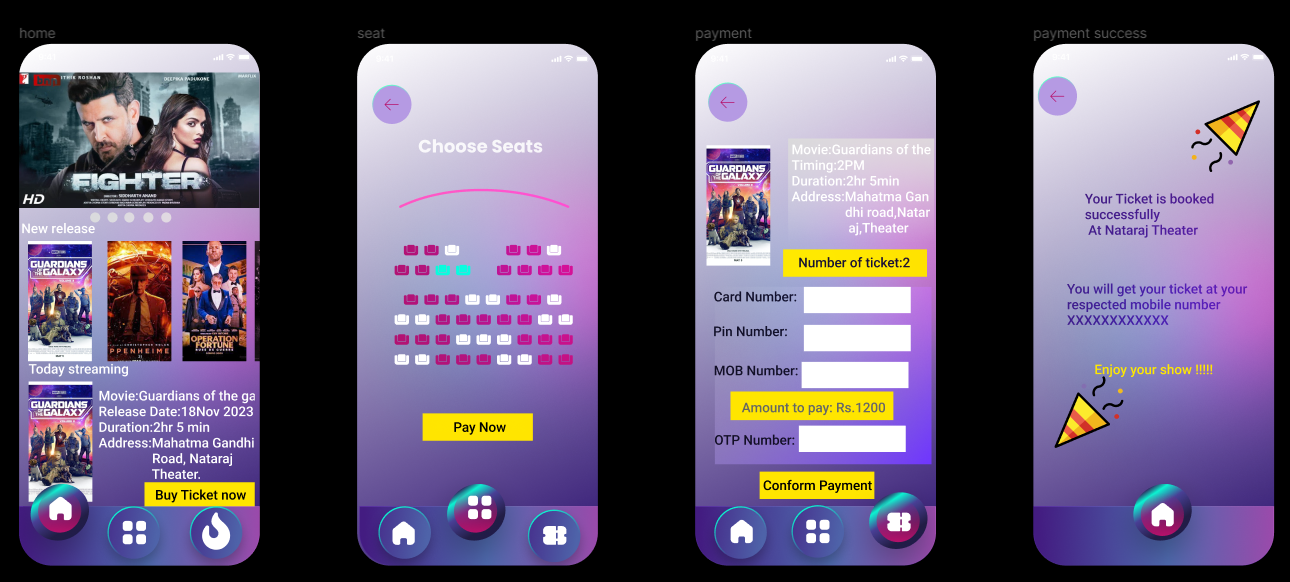 home
seat
payment
payment success
DEEPIKA PADUKONE
FIGHTER
HD
New release
GUARDIANS
OF THE
GALAXY
OPERATION
FORTUNE
Today streaming
GUARDIANS
OF THE
GALAXY
Movie:Guardians of the ga
Release Date:18Nov 2023
Duration:2hr 5 min
Address:Mahatma Gandhi
Road, Nataraj
Theater.
Buy Ticket now
Choose Seats
Pay Now
GUARDIANS
OF THE
GALAXY
Movie:Guardians of the
Timing:2PM
Duration:2hr 5min
Address:Mahatma Gan
dhi road,Natar
aj,Theater
Number of ticket:2
Card Number:
Pin Number:
MOB Number:
Amount to pay: Rs.1200
OTP Number:
Conform Payment
Your Ticket is booked
successfully
At Nataraj Theater
You will get your ticket at your
respected mobile number
XXXXXXXXXXXX
Enjoy your show !!!!!